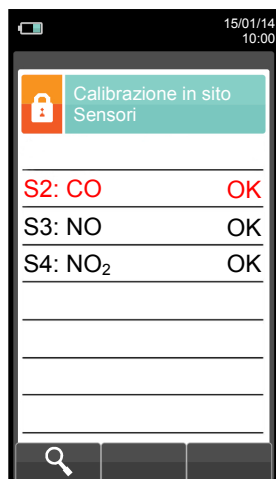 15/01/14
10:00
Calibrazione in sito
Sensori
S2: CO OK
S3: NO OK
S4: NO₂ OK